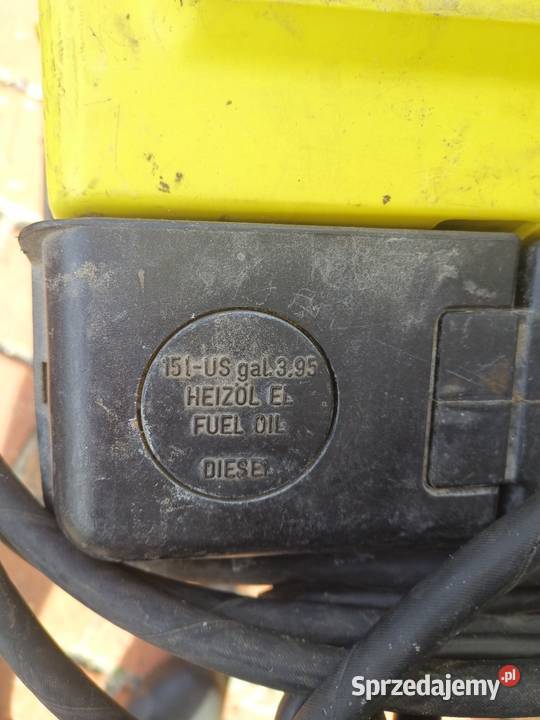 15l-US gal.3.95
HEIZÖL EL
FUEL OIL
DIESEL
Sprzedajemy.pl